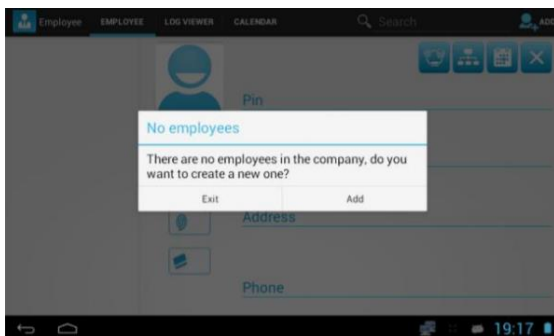 Employee EMPLOYEE LOG VIEWER CALENDAR Search ADD
Pin
No employees
There are no employees in the company, do you
want to create a new one?
Exit Add
Address
Phone
19:17